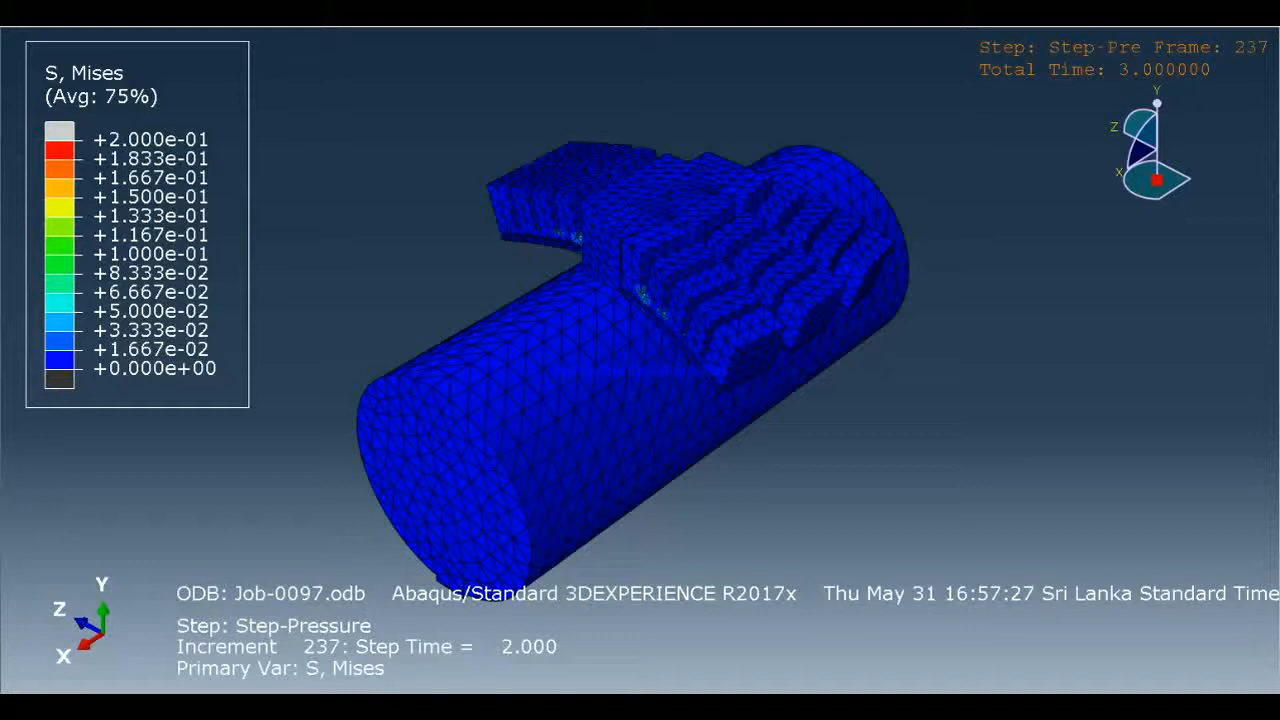 S, Mises
(Avg: 75%)
+2.000e-01
+1.833e-01
+1.667e-01
+1.500e-01
+1.333e-01
+1.167e-01
+1.000e-01
+8.333e-02
+6.667e-02
+5.000e-02
+3.333e-02
+1.667e-02
+0.000e+00
Step: Step-Pre Frame: 237
Total Time: 3.000000
Y
Z
X
Y
Z
X
ODB: Job-0097.odb Abaqus/Standard 3DEXPERIENCE R2017x Thu May 31 16:57:27 Sri Lanka Standard Time
Step: Step-Pressure
Increment 237: Step Time = 2.000
Primary Var: S, Mises